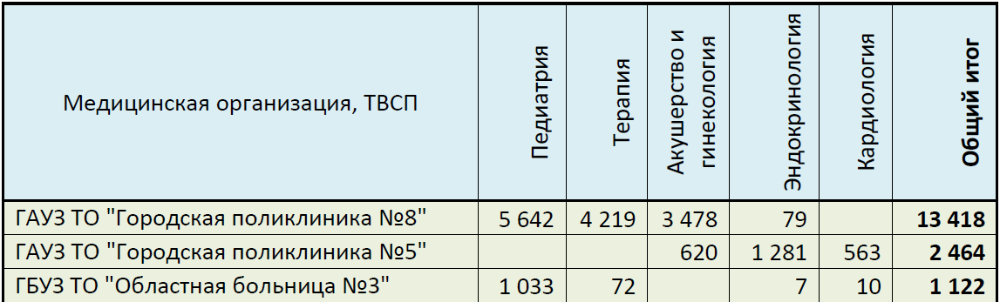 Медицинская организация, ТВСП
Педиатрия
Терапия
Акушерство и
гинекология
Эндокринология
Кардиология
Общий итог
ГАУЗ ТО "Городская поликлиника №8" 5 642 4 219 3 478 79 13 418
ГАУЗ ТО "Городская поликлиника №5" 620 1 281 563 2 464
ГБУЗ ТО "Областная больница №3" 1 033 72 7 10 1 122